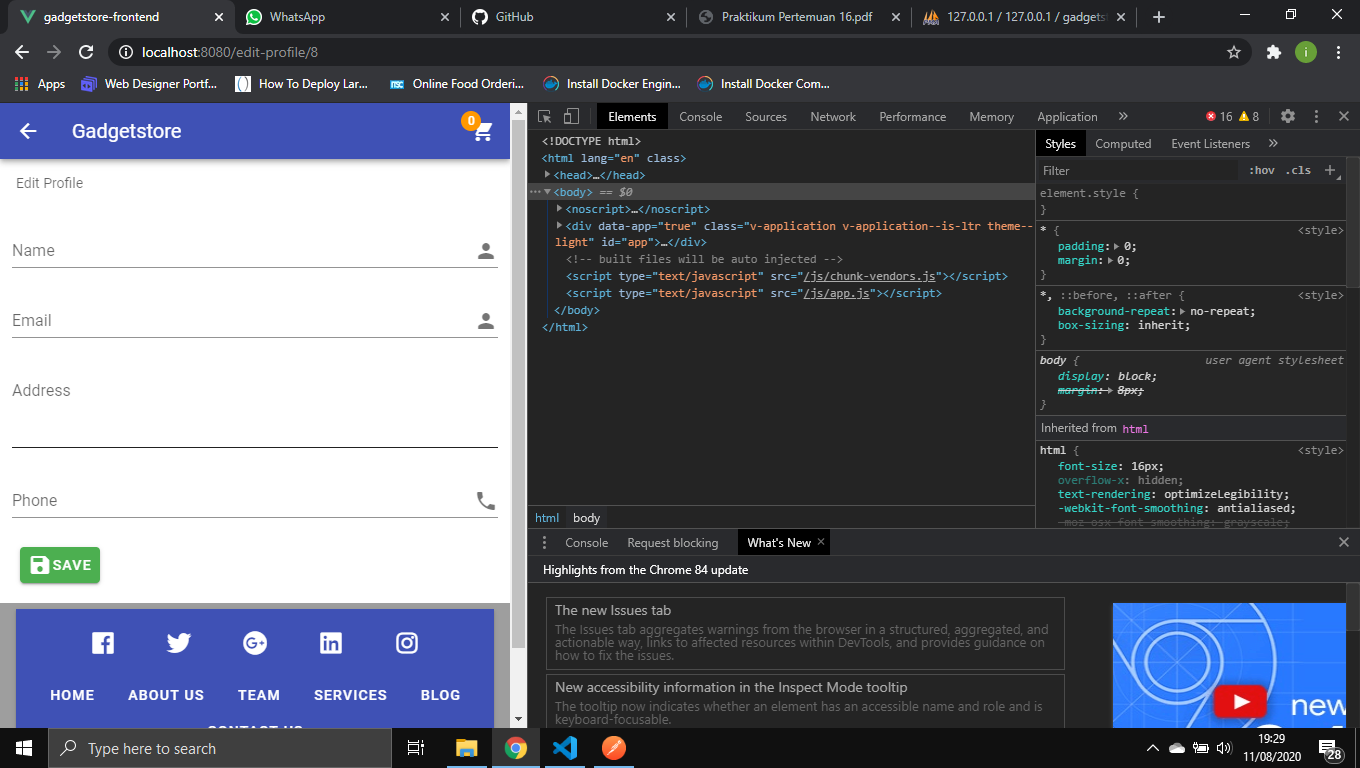 gadgetstore-frontend
WhatsApp
GitHub
Praktikum Pertemuan 16.pdf
127.0.0.1 / 127.0.0.1 / gadgets
localhost:8080/edit-profile/8
i
Apps
Web Designer Portf...
How To Deploy Lar...
Online Food Orderi...
Install Docker Engin...
Install Docker Com...
Gadgetstore
0
Edit Profile
Name
Email
Address
Phone
SAVE
HOME ABOUT US TEAM SERVICES BLOG
CONTACT US
Elements Console Sources Network Performance Memory Application » 16 8
<!DOCTYPE html>
<html lang="en" class>
<head>…</head>
<body> == $0
<noscript>…</noscript>
<div data-app="true" class="v-application v-application--is-ltr theme--
light" id="app">…</div>
<!-- built files will be auto injected -->
<script type="text/javascript" src="/js/chunk-vendors.js"></script>
<script type="text/javascript" src="/js/app.js"></script>
</body>
</html>
html body
Styles Computed Event Listeners »
Filter :hov .cls +
element.style {
}
* { <style>
padding: 0;
margin: 0;
}
*, ::before, ::after { <style>
background-repeat: no-repeat;
box-sizing: inherit;
}
body { user agent stylesheet
display: block;
margin: 8px;
}
Inherited from html
html { <style>
font-size: 16px;
overflow-x: hidden;
text-rendering: optimizeLegibility;
-webkit-font-smoothing: antialiased;
-moz-osx-font-smoothing: grayscale;
Console Request blocking What's New
Highlights from the Chrome 84 update
The new Issues tab
The Issues tab aggregates warnings from the browser in a structured, aggregated, and
actionable way, links to affected resources within DevTools, and provides guidance on
how to fix the issues.
New accessibility information in the Inspect Mode tooltip
The tooltip now indicates whether an element has an accessible name and role and is
keyboard-focusable.
new
Type here to search
19:29
11/08/2020
28